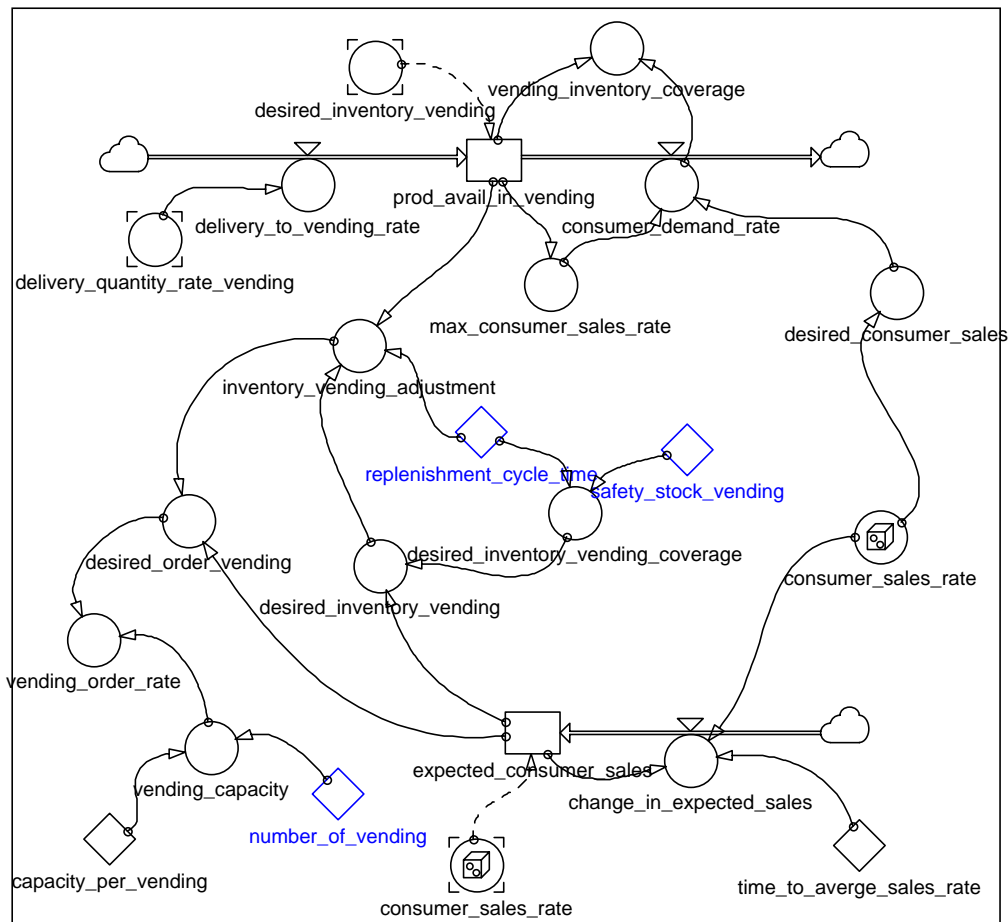 vending_inventory_coverage
desired_inventory_vending
prod_avail_in_vending
delivery_to_vending_rate
consumer_demand_rate
delivery_quantity_rate_vending
max_consumer_sales_rate
desired_consumer_sales
inventory_vending_adjustment
replenishment_cycle_time
safety_stock_vending
desired_order_vending
desired_inventory_vending_coverage
consumer_sales_rate
desired_inventory_vending
vending_order_rate
expected_consumer_sales
vending_capacity
change_in_expected_sales
number_of_vending
capacity_per_vending
time_to_averge_sales_rate
consumer_sales_rate